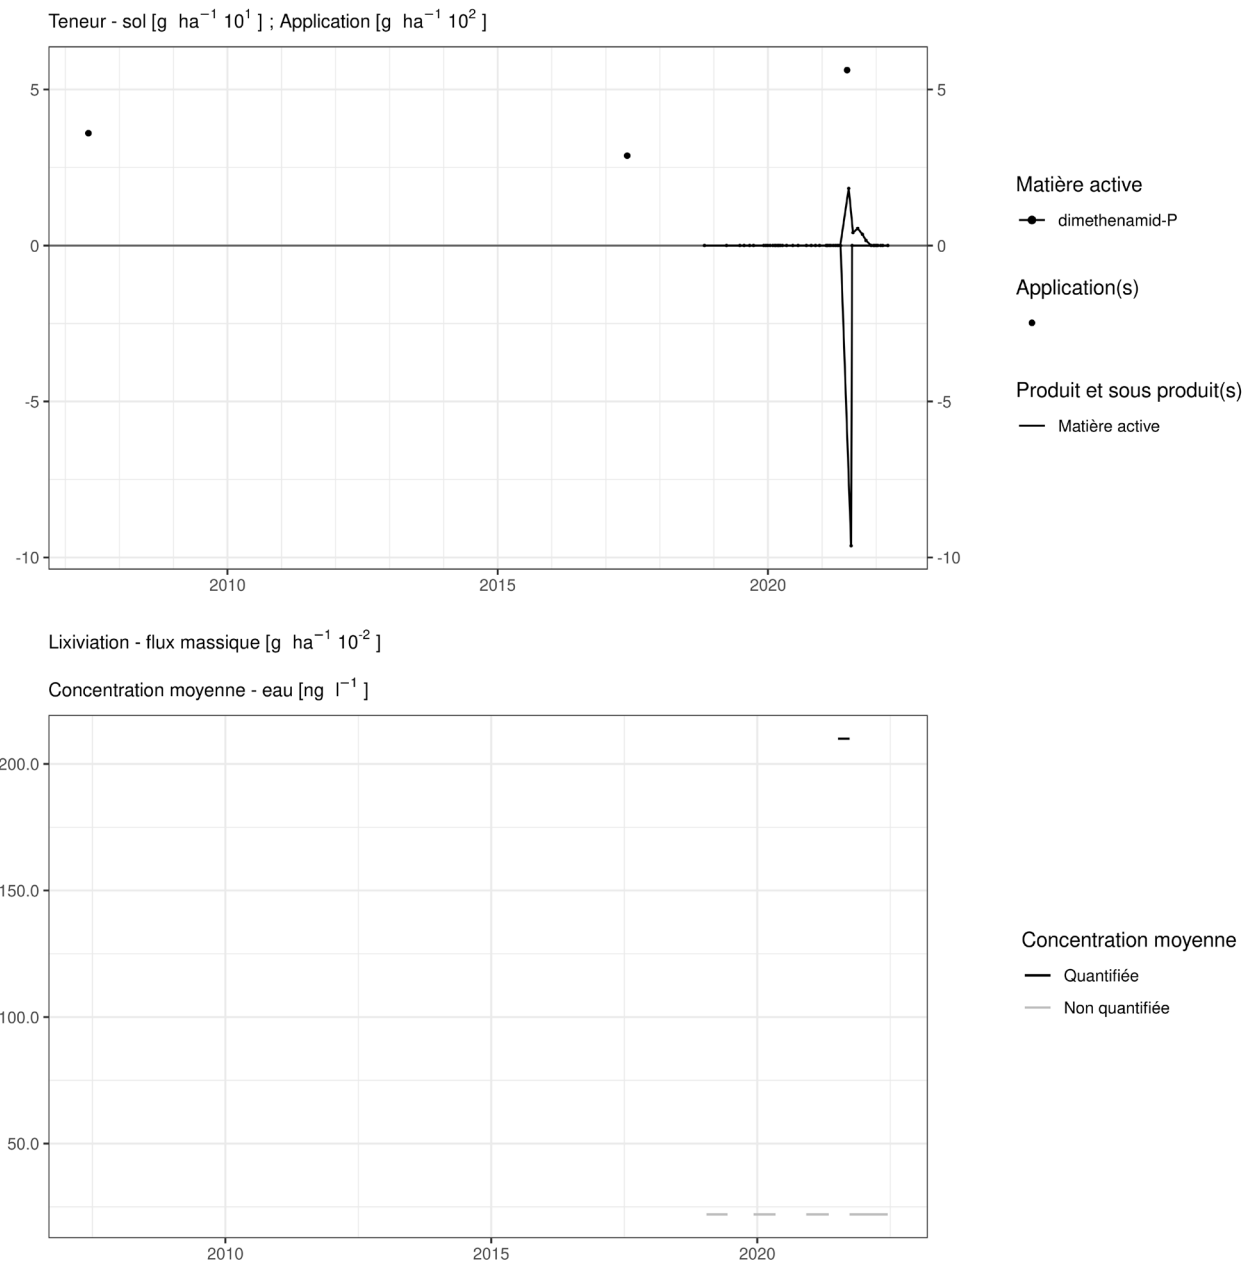 Teneur - sol [g ha⁻¹ 10¹ ] ; Application [g ha⁻¹ 10² ]
5
5
0
0
-5
-5
-10
-10
2010
2015
2020
Matière active
dimethenamid-P
Application(s)
Produit et sous produit(s)
Matière active
Lixiviation - flux massique [g ha⁻¹ 10⁻² ]
Concentration moyenne - eau [ng l⁻¹ ]
200.0
150.0
100.0
50.0
2010
2015
2020
Concentration moyenne
Quantifiée
Non quantifiée